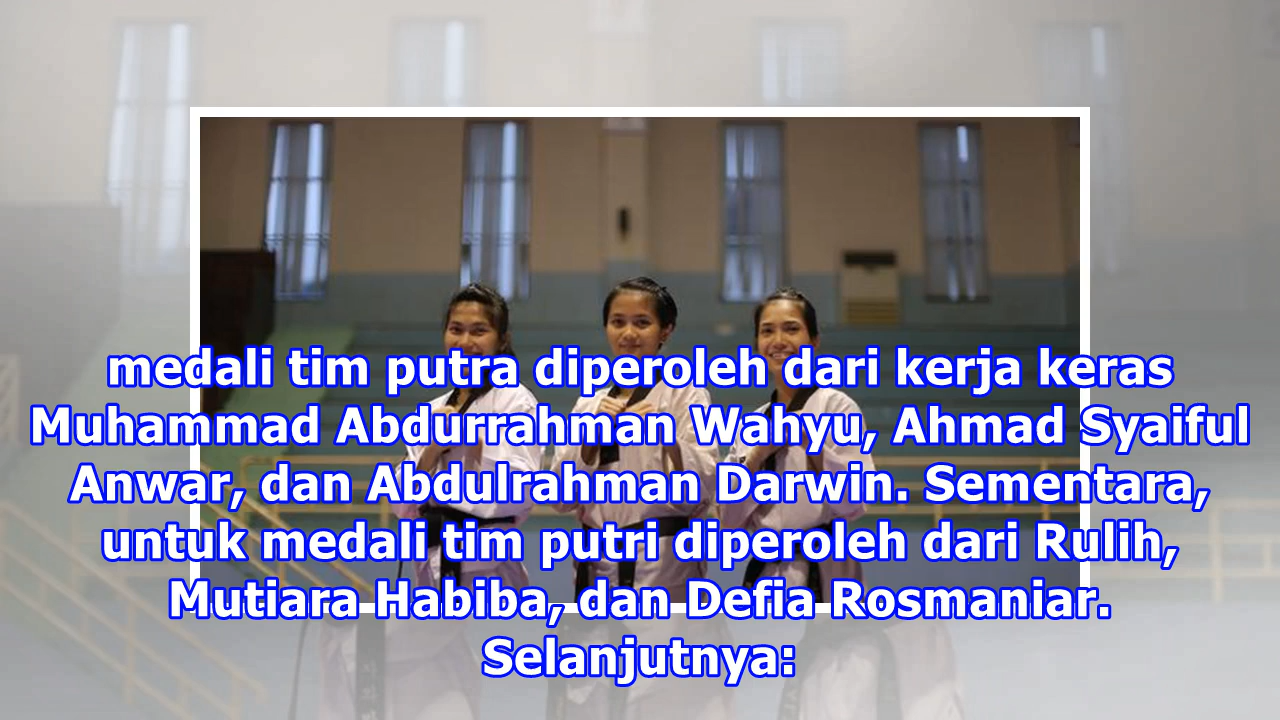 medali tim putra diperoleh dari kerja keras
Muhammad Abdurrahman Wahyu, Ahmad Syaiful
Anwar, dan Abdulrahman Darwin. Sementara,
untuk medali tim putri diperoleh dari Rulih,
Mutiara Habiba, dan Defia Rosmaniar.
Selanjutnya: